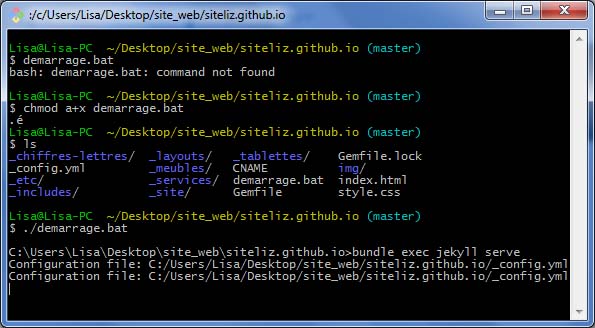 :/c/Users/Lisa/Desktop/site_web/siteliz.github.io
Lisa@Lisa-PC ~/Desktop/site_web/siteliz.github.io (master)
$ demarrage.bat
bash: demarrage.bat: command not found
Lisa@Lisa-PC ~/Desktop/site_web/siteliz.github.io (master)
$ chmod a+x demarrage.bat
.é
Lisa@Lisa-PC ~/Desktop/site_web/siteliz.github.io (master)
$ ls
_chiffres-lettres/ _layouts/ _tablettes/ Gemfile.lock
_config.yml _meubles/ CNAME img/
_etc/ _services/ demarrage.bat index.html
_includes/ _site/ Gemfile style.css
Lisa@Lisa-PC ~/Desktop/site_web/siteliz.github.io (master)
$ ./demarrage.bat
C:\Users\Lisa\Desktop\site_web\siteliz.github.io>bundle exec jekyll serve
Configuration file: C:/Users/Lisa/Desktop/site_web/siteliz.github.io/_config.yml
Configuration file: C:/Users/Lisa/Desktop/site_web/siteliz.github.io/_config.yml